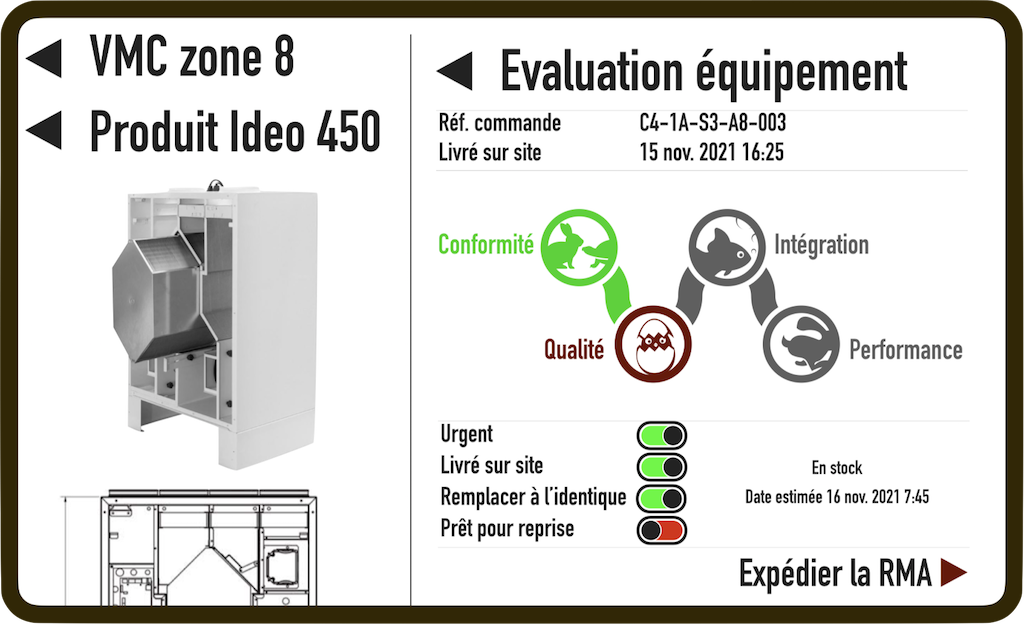 VMC zone 8
Produit Ideo 450
Evaluation équipement
Réf. commande C4-1A-S3-A8-003
Livré sur site 15 nov. 2021 16:25
Conformité
Intégration
Qualité
Performance
Urgent
Livré sur site
En stock
Remplacer à l'identique
Date estimée 16 nov. 2021 7:45
Prêt pour reprise
Expédier la RMA